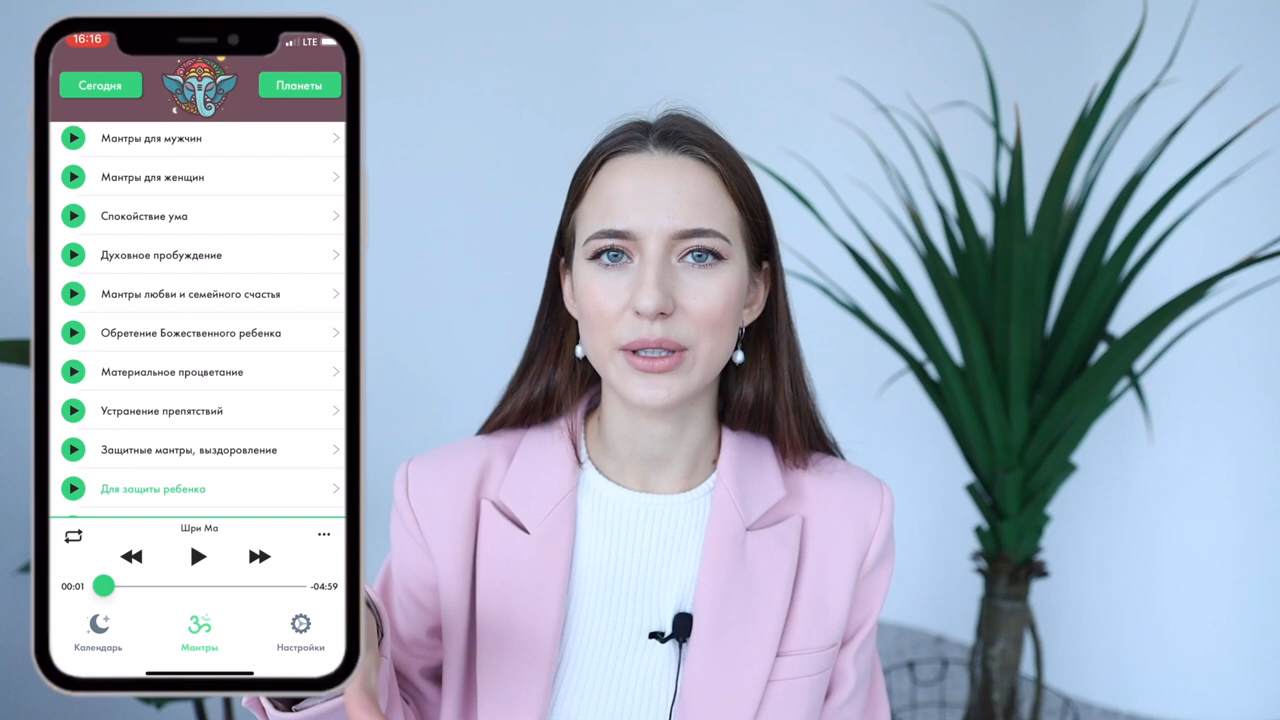 16:16
LTE
Сегодня
Планеты
Мантры для мужчин
Мантры для женщин
Спокойствие ума
Духовное пробуждение
Мантры любви и семейного счастья
Обретение Божественного ребенка
Материальное процветание
Устранение препятствий
Защитные мантры, выздоровление
Для защиты ребенка
Шри Ма
00:01
-04:59
Календарь
Мантры
Настройки